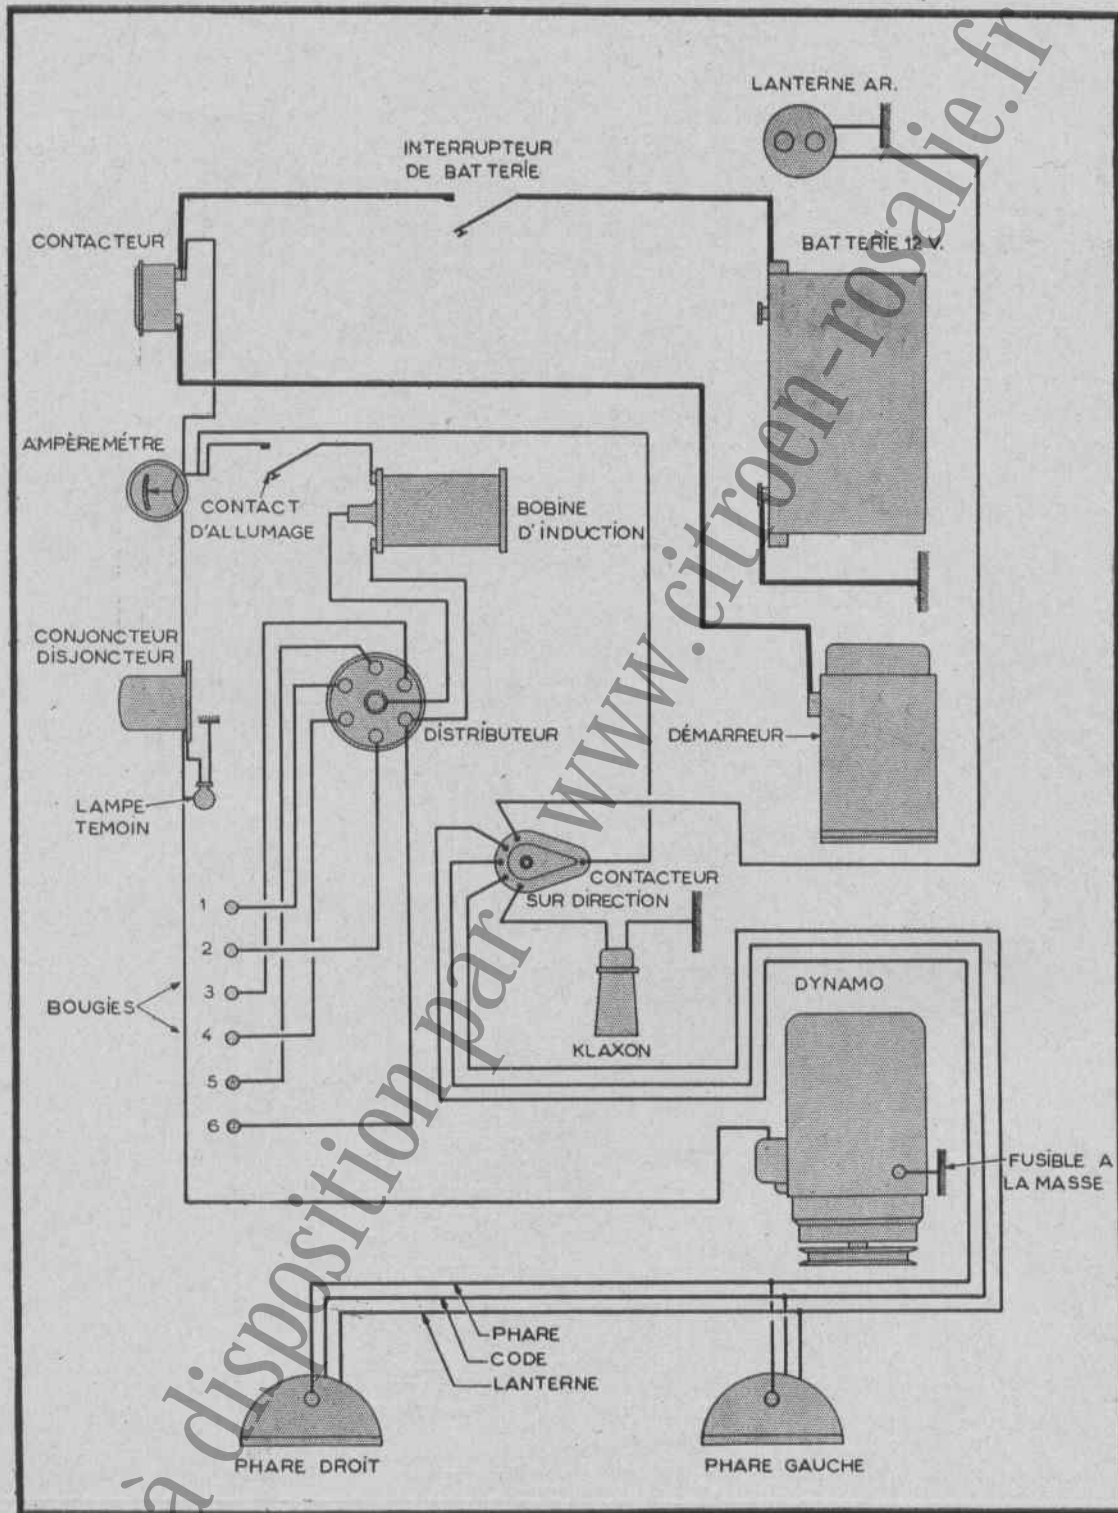 LANTERNE AR.
INTERRUPTEUR
DE BATTERIE
CONTACTEUR
BATTERIE 12 V.
AMPÈREMÉTRE
CONTACT
D'ALLUMAGE
BOBINE
D'INDUCTION
CONJONCTEUR
DISJONCTEUR
DISTRIBUTEUR
DÉMARREUR
LAMPE
TEMOIN
CONTACTEUR
SUR DIRECTION
1
2
3
4
5
6
BOUGIES
KLAXON
DYNAMO
FUSIBLE A
LA MASSE
PHARE
CODE
LANTERNE
PHARE DROIT
PHARE GAUCHE
à disposition par www.citroen-rosalie.fr